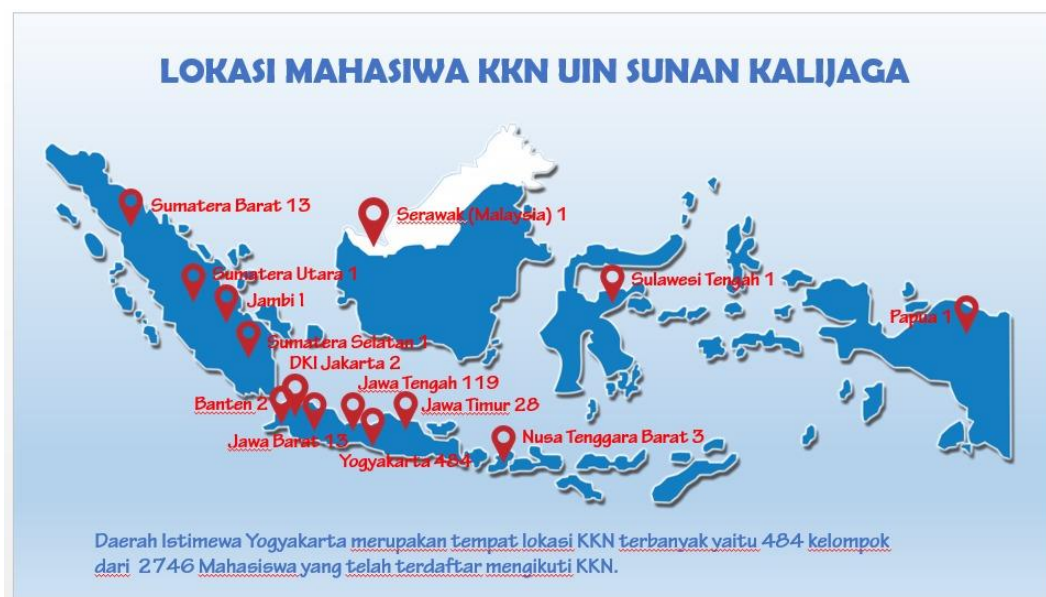 LOKASI MAHASIWA KKN UIN SUNAN KALIJAGA
Sumatera Barat 13
Serawak (Malaysia) 1
Sumatera Utara 1
Sulawesi Tengah 1
Jambi 1
Papua 1
Sumatera Selatan 1
DKI Jakarta 2
Jawa Tengah 119
Banten 2
Jawa Timur 28
Jawa Barat 13
Nusa Tenggara Barat 3
Yogyakarta 484
Daerah Istimewa Yogyakarta merupakan tempat lokasi KKN terbanyak yaitu 484 kelompok
dari 2746 Mahasiswa yang telah terdaftar mengikuti KKN.